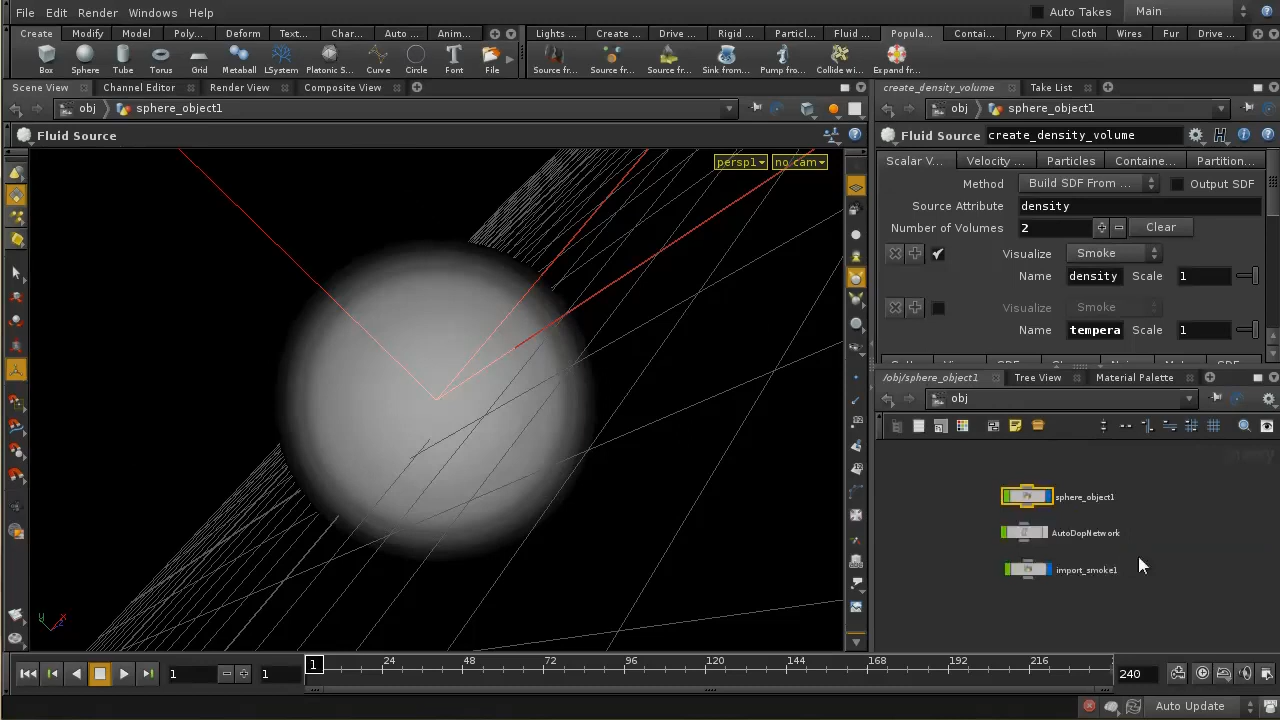 File Edit Render Windows Help Auto Takes Main
Create Modify Model Poly... Deform Text... Char... Auto ... Anim... Lights ... Create ... Drive ... Rigid ... Particl... Fluid ... Popula... Contai... Pyro FX Cloth Wires Fur Drive ...
Box Sphere Tube Torus Grid Metaball LSystem Platonic S... Curve Circle Font File Source fr... Source fr... Source fr... Sink from... Pump fro... Collide wi... Expand fr...
Scene View Channel Editor Render View Composite View create_density_volume Take List
obj sphere_object1 obj sphere_object1
Fluid Source Fluid Source create_density_volume
persp1 no cam
Scalar V... Velocity ... Particles Containe... Partition...
Method Build SDF From ... Output SDF
Source Attribute density
Number of Volumes 2 Clear
Visualize Smoke
Name density Scale 1
Visualize Smoke
Name tempera Scale 1
/obj/sphere_object1 Tree View Material Palette
obj
sphere_object1
AutoDopNetwork
import_smoke1
1 1 1 24 48 72 96 120 144 168 192 216 240
Auto Update